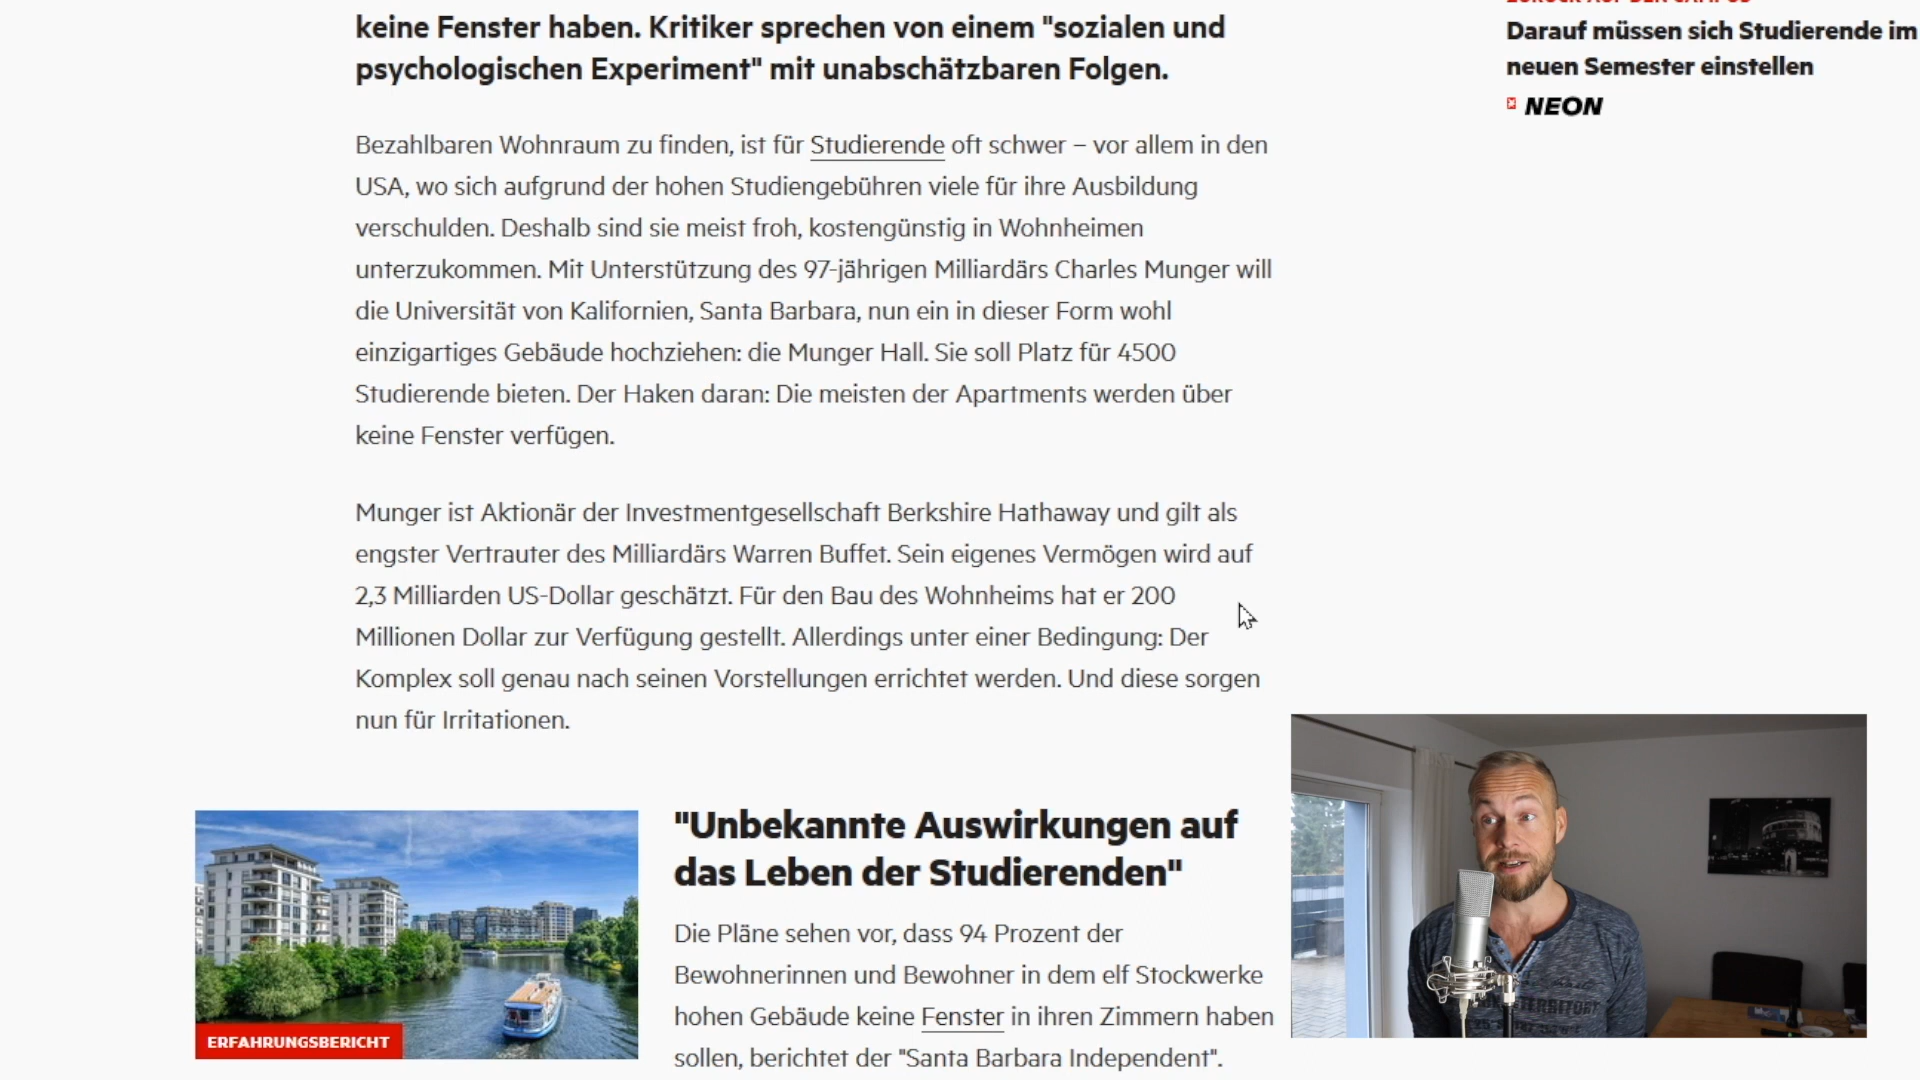 keine Fenster haben. Kritiker sprechen von einem "sozialen und
psychologischen Experiment" mit unabschätzbaren Folgen.
Bezahlbaren Wohnraum zu finden, ist für Studierende oft schwer – vor allem in den
USA, wo sich aufgrund der hohen Studiengebühren viele für ihre Ausbildung
verschulden. Deshalb sind sie meist froh, kostengünstig in Wohnheimen
unterzukommen. Mit Unterstützung des 97-jährigen Milliardärs Charles Munger will
die Universität von Kalifornien, Santa Barbara, nun ein in dieser Form wohl
einzigartiges Gebäude hochziehen: die Munger Hall. Sie soll Platz für 4500
Studierende bieten. Der Haken daran: Die meisten der Apartments werden über
keine Fenster verfügen.
Munger ist Aktionär der Investmentgesellschaft Berkshire Hathaway und gilt als
engster Vertrauter des Milliardärs Warren Buffet. Sein eigenes Vermögen wird auf
2,3 Milliarden US-Dollar geschätzt. Für den Bau des Wohnheims hat er 200
Millionen Dollar zur Verfügung gestellt. Allerdings unter einer Bedingung: Der
Komplex soll genau nach seinen Vorstellungen errichtet werden. Und diese sorgen
nun für Irritationen.
ERFAHRUNGSBERICHT
"Unbekannte Auswirkungen auf
das Leben der Studierenden"
Die Pläne sehen vor, dass 94 Prozent der
Bewohnerinnen und Bewohner in dem elf Stockwerke
hohen Gebäude keine Fenster in ihren Zimmern haben
sollen, berichtet der "Santa Barbara Independent".
Darauf müssen sich Studierende im
neuen Semester einstellen
NEON